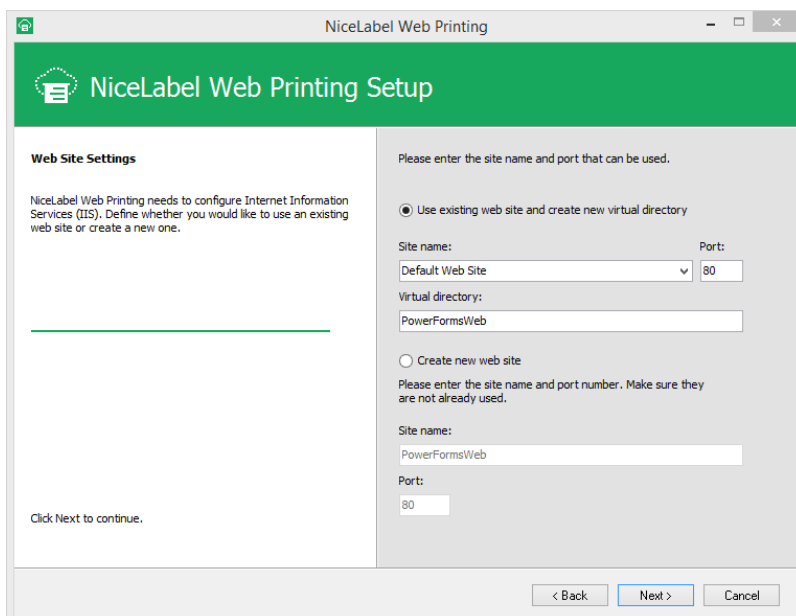 NiceLabel Web Printing
NiceLabel Web Printing Setup
Web Site Settings
NiceLabel Web Printing needs to configure Internet Information
Services (IIS). Define whether you would like to use an existing
web site or create a new one.
Click Next to continue.
Please enter the site name and port that can be used.
Use existing web site and create new virtual directory
Site name: Port:
Default Web Site 80
Virtual directory:
PowerFormsWeb
Create new web site
Please enter the site name and port number. Make sure they
are not already used.
Site name:
PowerFormsWeb
Port:
80
< Back Next > Cancel